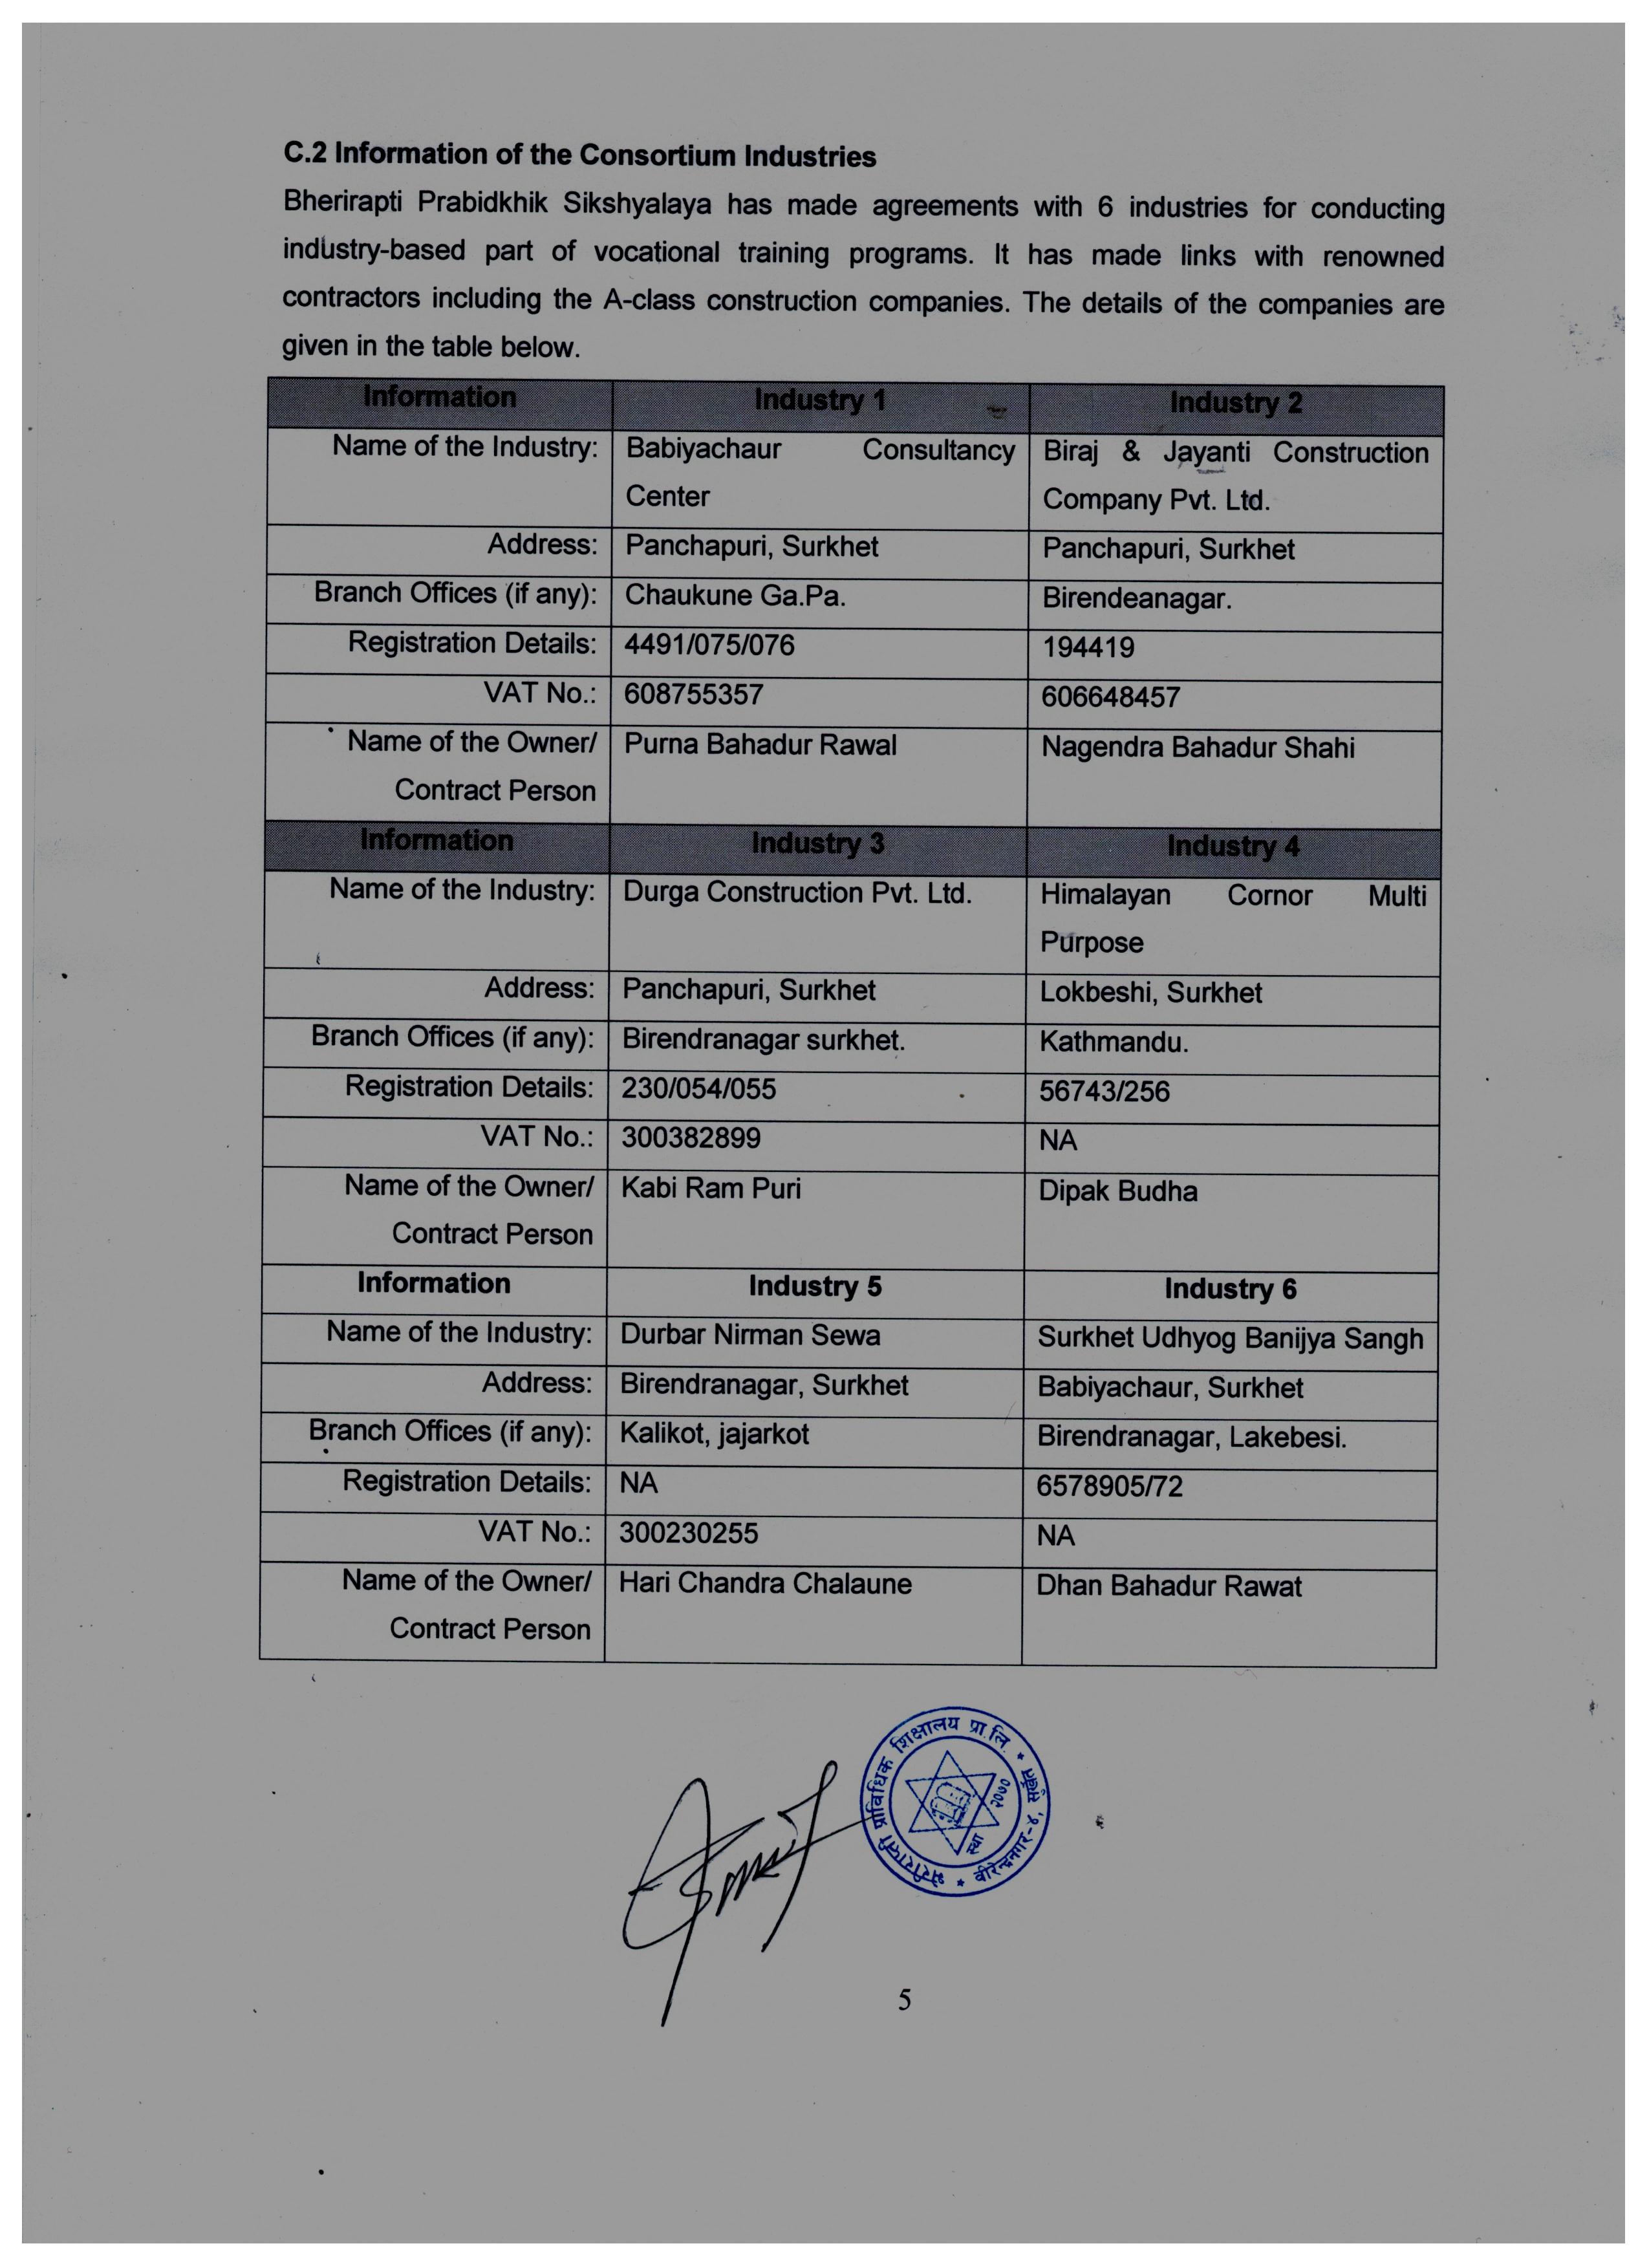 C.2 Information of the Consortium Industries
Bherirapti Prabidkhik Sikshyalaya has made agreements with 6 industries for conducting
industry-based part of vocational training programs. It has made links with renowned
contractors including the A-class construction companies. The details of the companies are
given in the table below.
Information Industry 1 Industry 2
Name of the Industry: Babiyachaur Consultancy Biraj & Jayanti Construction
Center Company Pvt. Ltd.
Address: Panchapuri, Surkhet Panchapuri, Surkhet
Branch Offices (if any): Chaukune Ga.Pa. Birendeanagar.
Registration Details: 4491/075/076 194419
VAT No.: 608755357 606648457
Name of the Owner/ Purna Bahadur Rawal Nagendra Bahadur Shahi
Contract Person
Information Industry 3 Industry 4
Name of the Industry: Durga Construction Pvt. Ltd. Himalayan Cornor Multi
Purpose
Address: Panchapuri, Surkhet Lokbeshi, Surkhet
Branch Offices (if any): Birendranagar surkhet. Kathmandu.
Registration Details: 230/054/055 56743/256
VAT No.: 300382899 NA
Name of the Owner/ Kabi Ram Puri Dipak Budha
Contract Person
Information Industry 5 Industry 6
Name of the Industry: Durbar Nirman Sewa Surkhet Udhyog Banijya Sangh
Address: Birendranagar, Surkhet Babiyachaur, Surkhet
Branch Offices (if any): Kalikot, jajarkot Birendranagar, Lakebesi.
Registration Details: NA 6578905/72
VAT No.: 300230255 NA
Name of the Owner/ Hari Chandra Chalaune Dhan Bahadur Rawat
Contract Person
भेरीराप्ती प्राविधिक शिक्षालय प्रा.लि.
वीरेन्द्रनगर-४, सुर्खेत
स्था २०७०
5